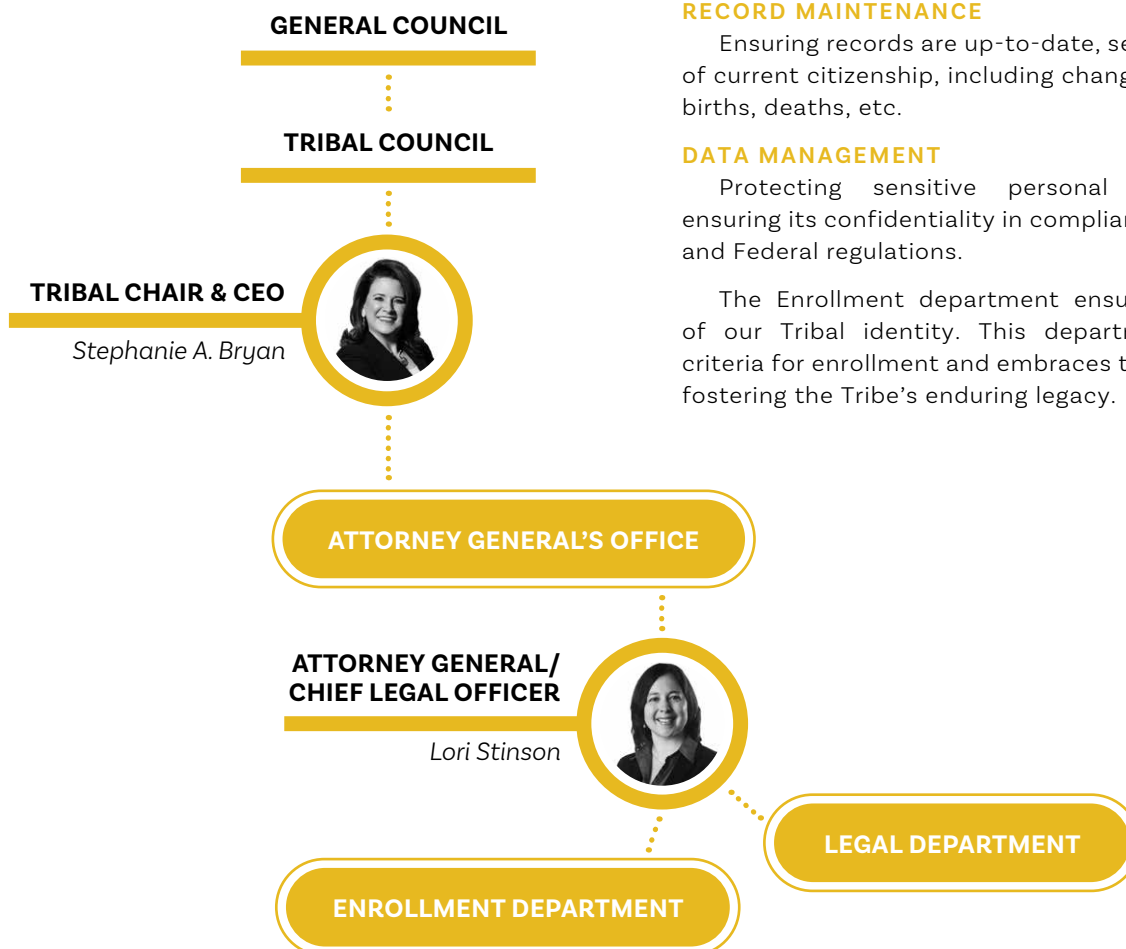 GENERAL COUNCIL
TRIBAL COUNCIL
TRIBAL CHAIR & CEO
Stephanie A. Bryan
ATTORNEY GENERAL'S OFFICE
ATTORNEY GENERAL/
CHIEF LEGAL OFFICER
Lori Stinson
LEGAL DEPARTMENT
ENROLLMENT DEPARTMENT
RECORD MAINTENANCE
Ensuring records are up-to-date,
of current citizenship, including
births, deaths, etc.
DATA MANAGEMENT
Protecting sensitive personal
ensuring its confidentiality in
and Federal regulations.
The Enrollment department
of our Tribal identity. This
criteria for enrollment and embraces
fostering the Tribe's enduring legacy.